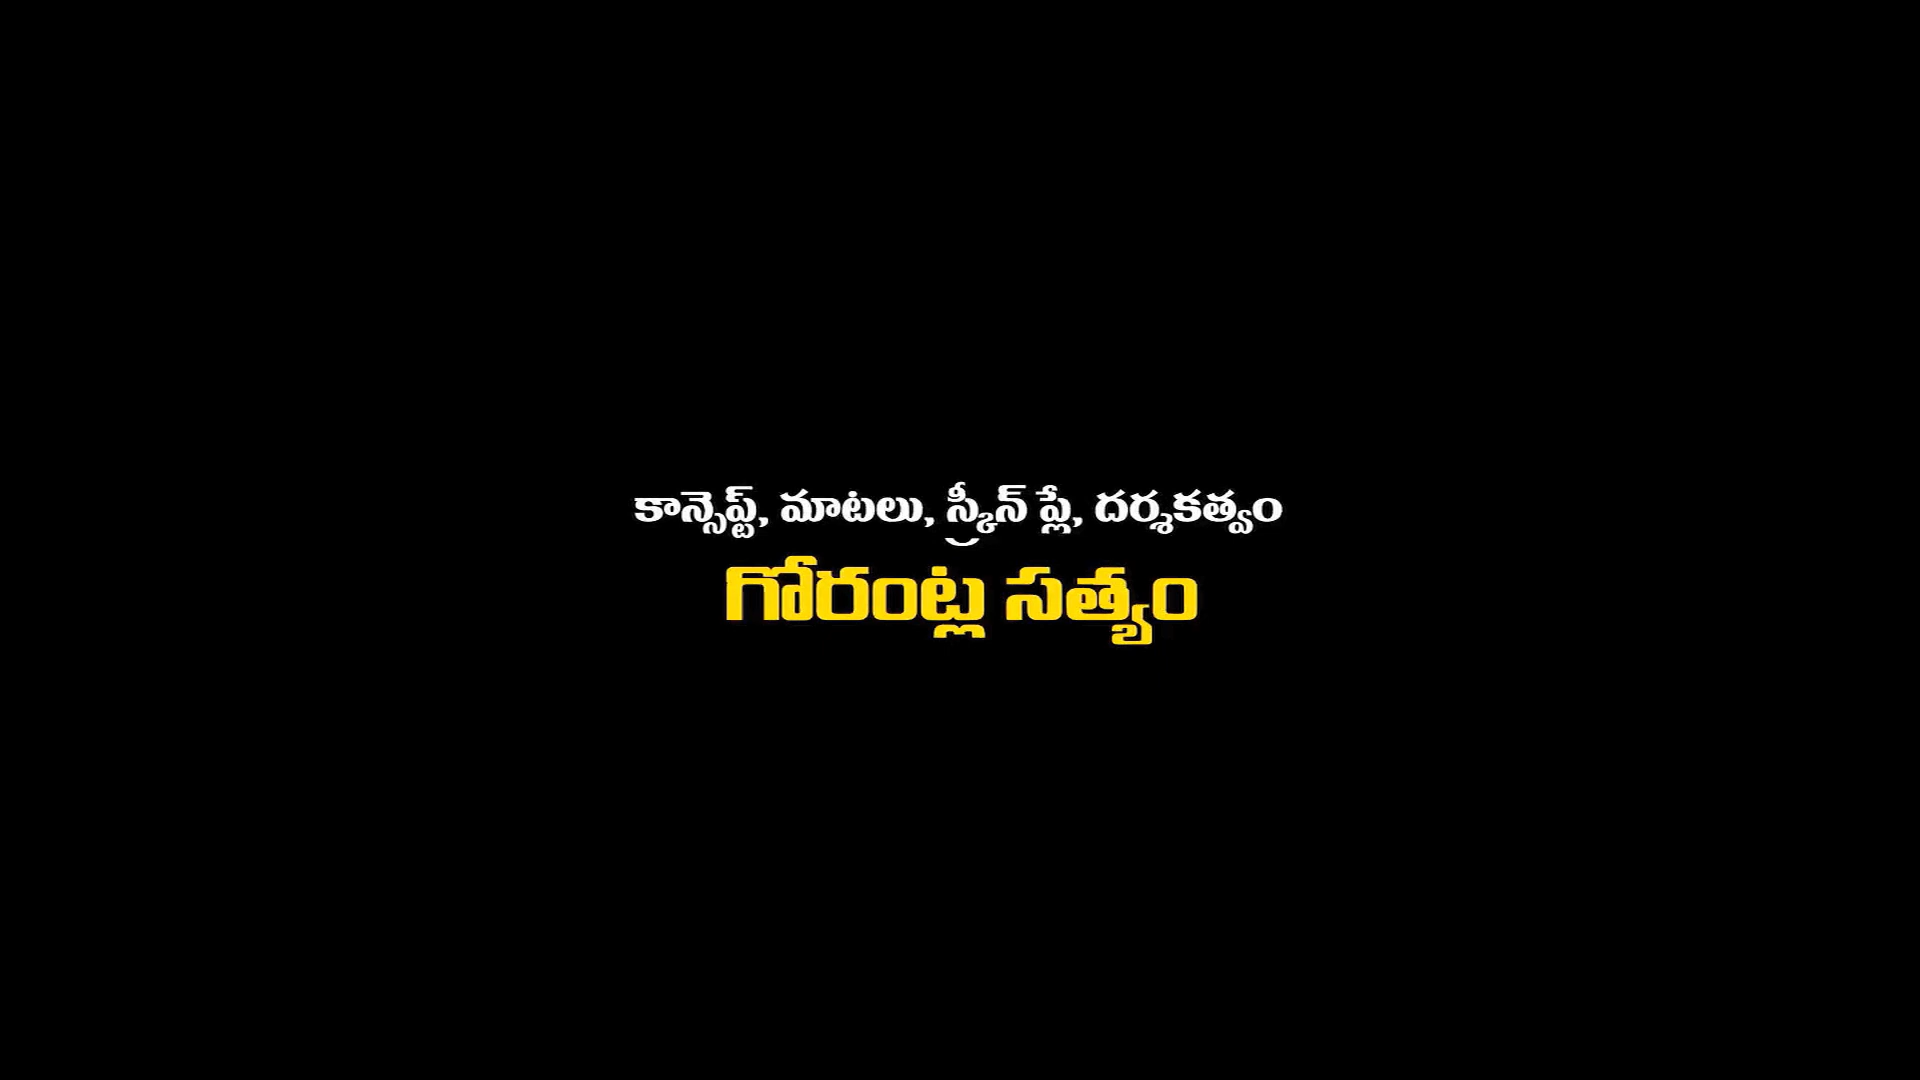 కాన్సెప్ట్, మాటలు, స్క్రీన్ ప్లే, దర్శకత్వం
గోరంట్ల సత్యం